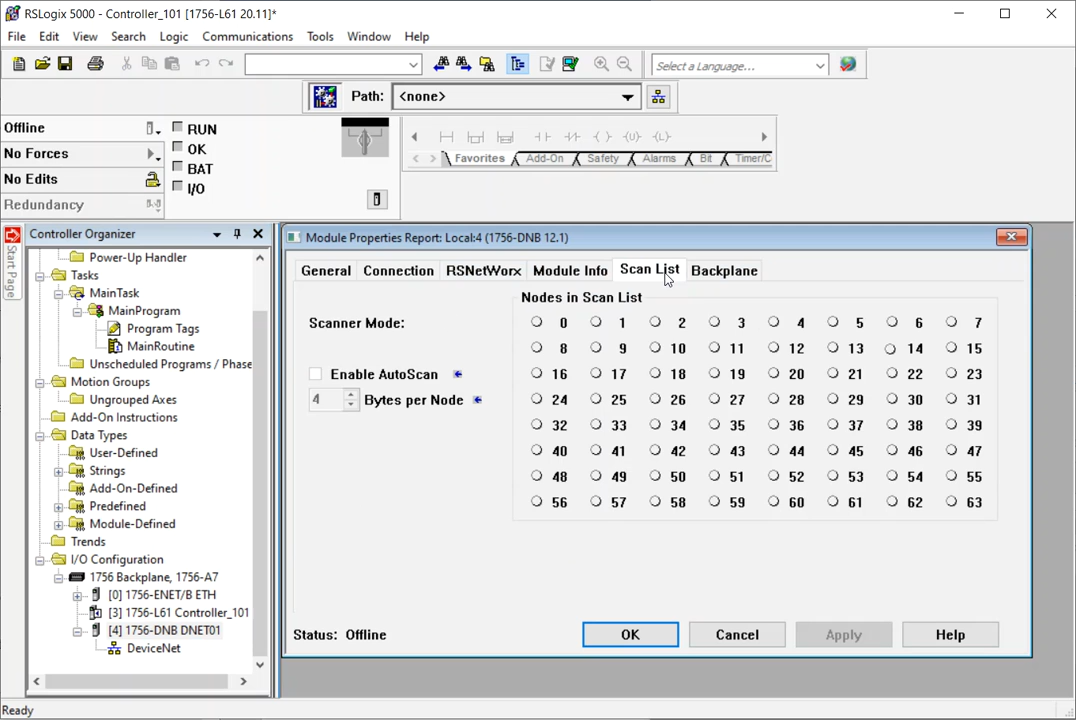 RSLogix 5000 - Controller_101 [1756-L61 20.11]*
File Edit View Search Logic Communications Tools Window Help
Select a Language...
Path: <none>
Offline
No Forces
No Edits
Redundancy
RUN
OK
BAT
I/O
Favorites Add-On Safety Alarms Bit Timer/C
Start Page
Controller Organizer
Power-Up Handler
Tasks
MainTask
MainProgram
Program Tags
MainRoutine
Unscheduled Programs / Phase
Motion Groups
Ungrouped Axes
Add-On Instructions
Data Types
User-Defined
Strings
Add-On-Defined
Predefined
Module-Defined
Trends
I/O Configuration
1756 Backplane, 1756-A7
[0] 1756-ENET/B ETH
[3] 1756-L61 Controller_101
[4] 1756-DNB DNET01
DeviceNet
Module Properties Report: Local:4 (1756-DNB 12.1)
General Connection RSNetWorx Module Info Scan List Backplane
Scanner Mode:
Enable AutoScan
4 Bytes per Node
Nodes in Scan List
0 1 2 3 4 5 6 7
8 9 10 11 12 13 14 15
16 17 18 19 20 21 22 23
24 25 26 27 28 29 30 31
32 33 34 35 36 37 38 39
40 41 42 43 44 45 46 47
48 49 50 51 52 53 54 55
56 57 58 59 60 61 62 63
Status: Offline
OK Cancel Apply Help
Ready